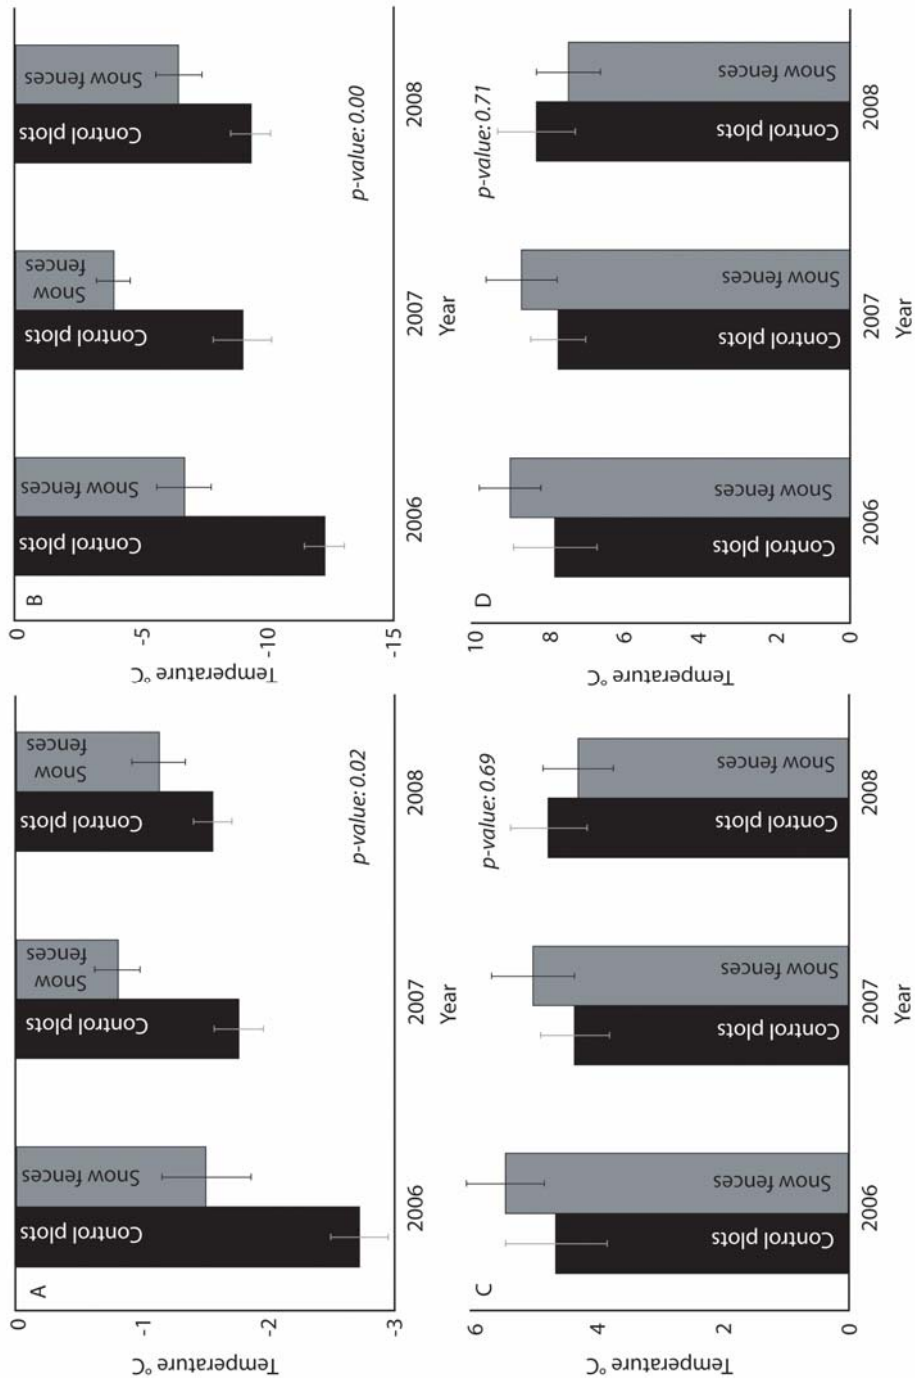 A
Temperature °C
0
-1
-2
-3
Control plots
Snow fences
Control plots
Snow
fences
Control plots
Snow
fences
p-value: 0.02
2006
2007
2008
Year
B
Temperature °C
0
-5
-10
-15
Control plots
Snow fences
Control plots
Snow
fences
Control plots
Snow fences
p-value: 0.00
2006
2007
2008
Year
C
Temperature °C
6
4
2
0
Control plots
Snow fences
Control plots
Snow fences
Control plots
Snow fences
p-value: 0.69
2006
2007
2008
Year
D
Temperature °C
10
8
6
4
2
0
Control plots
Snow fences
Control plots
Snow fences
Control plots
Snow fences
p-value: 0.71
2006
2007
2008
Year